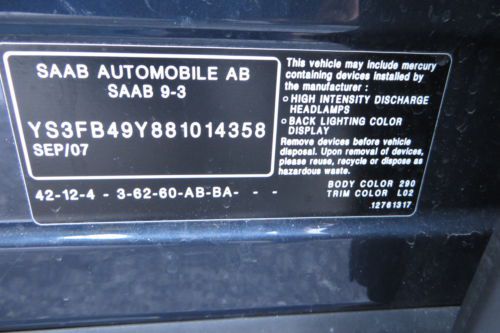 SAAB AUTOMOBILE AB
SAAB 9-3
YS3FB49Y881014358
SEP/07
42-12-4 - 3-62-60-AB-BA- - -
This vehicle may include mercury
containing devices installed by
the manufacturer :
○ HIGH INTENSITY DISCHARGE
HEADLAMPS
○ BACK LIGHTING COLOR
DISPLAY
Remove devices before vehicle
disposal. Upon removal of devices,
please reuse, recycle or dispose as
hazardous waste.
BODY COLOR 290
TRIM COLOR L02
12761317